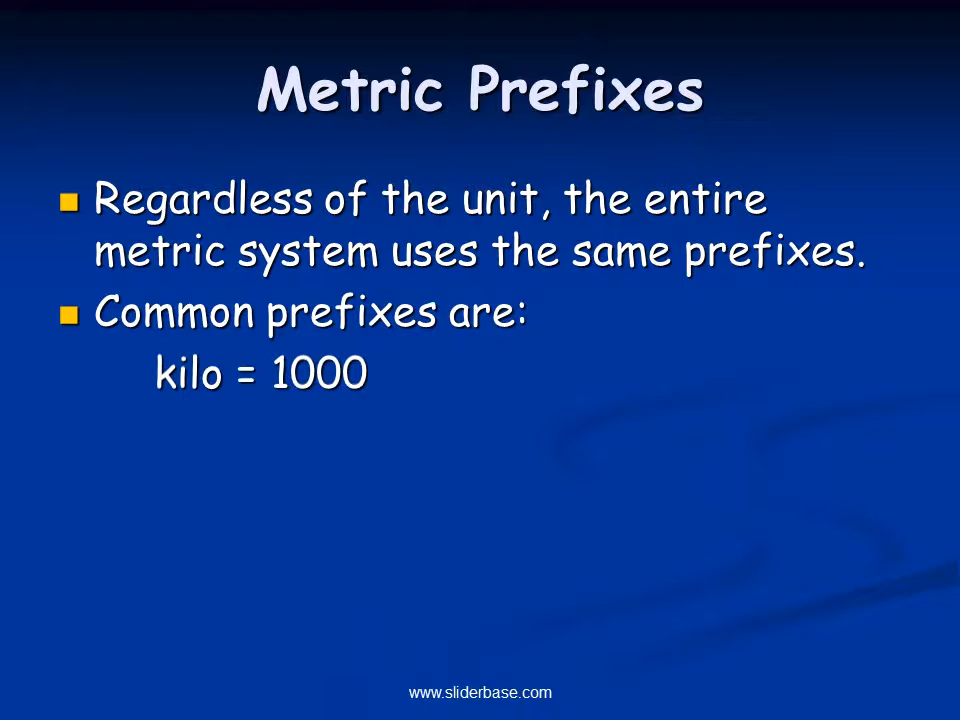 Metric Prefixes
Regardless of the unit, the entire
metric system uses the same prefixes.
Common prefixes are:
kilo = 1000
www.sliderbase.com